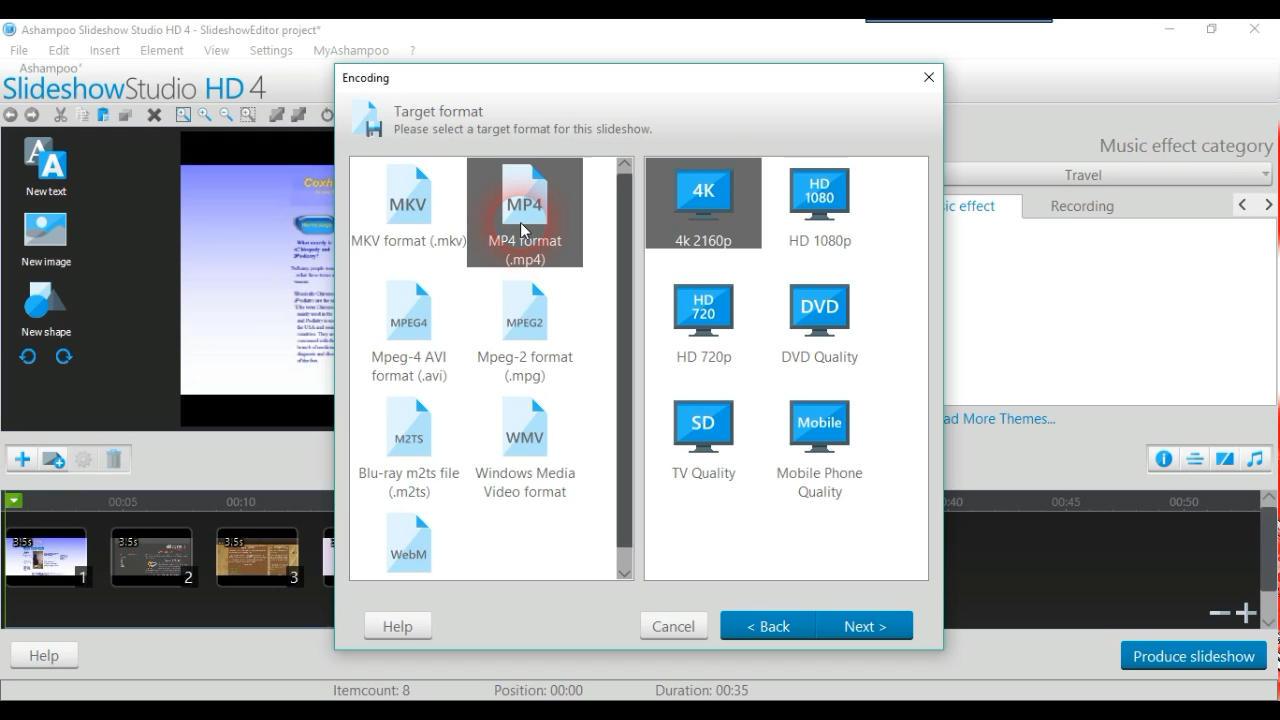 Ashampoo Slideshow Studio HD 4 - SlideshowEditor project*
File Edit Insert Element View Settings MyAshampoo ?
Ashampoo®
SlideshowStudio HD 4
Encoding
Target format
Please select a target format for this slideshow.
New text
New image
New shape
Coxh
MKV
MKV format (.mkv)
MP4
MP4 format
(.mp4)
MPEG4
Mpeg-4 AVI
format (.avi)
MPEG2
Mpeg-2 format
(.mpg)
M2TS
Blu-ray m2ts file
(.m2ts)
WMV
Windows Media
Video format
WebM
4K
4k 2160p
HD
1080
HD 1080p
HD
720
HD 720p
DVD
DVD Quality
SD
TV Quality
Mobile
Mobile Phone
Quality
Help
Cancel
< Back
Next >
Music effect category
Travel
ic effect
Recording
ad More Themes...
00:05
00:10
:40
00:45
00:50
3,5s
1
3,5s
2
3,5s
3
Help
Produce slideshow
Itemcount: 8
Position: 00:00
Duration: 00:35